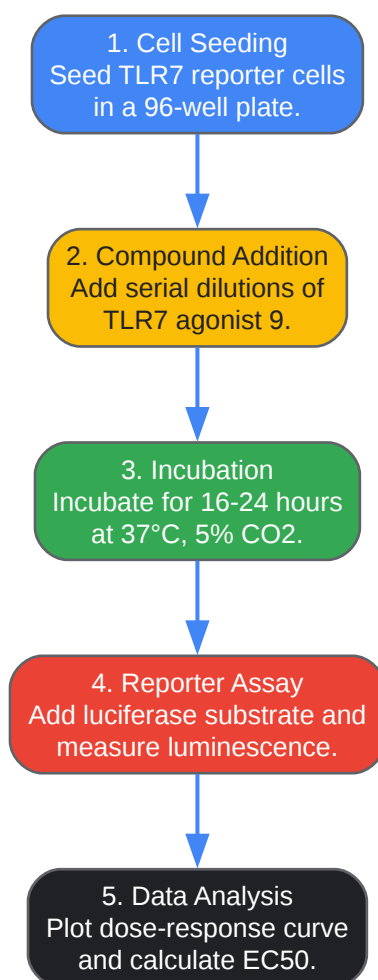 1. Cell Seeding
Seed TLR7 reporter cells
in a 96-well plate.
2. Compound Addition
Add serial dilutions of
TLR7 agonist 9.
3. Incubation
Incubate for 16-24 hours
at 37°C, 5% CO2.
4. Reporter Assay
Add luciferase substrate and
measure luminescence.
5. Data Analysis
Plot dose-response curve
and calculate EC50.